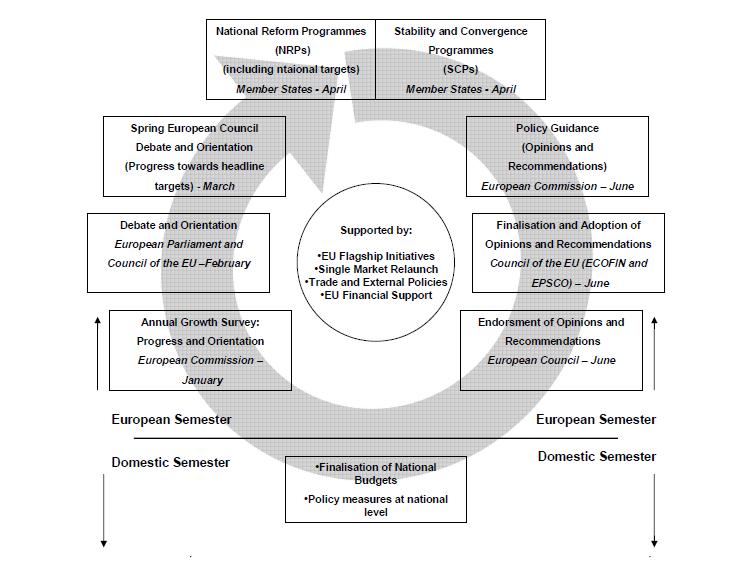 National Reform Programmes
(NRPs)
(including ntaional targets)
Member States - April
Stability and Convergence
Programmes
(SCPs)
Member States - April
Spring European Council
Debate and Orientation
(Progress towards headline
targets) - March
Policy Guidance
(Opinions and
Recommendations)
European Commission – June
Debate and Orientation
European Parliament and
Council of the EU –February
Supported by:
•EU Flagship Initiatives
•Single Market Relaunch
•Trade and External Policies
•EU Financial Support
Finalisation and Adoption of
Opinions and Recommendations
Council of the EU (ECOFIN and
EPSCO) – June
Annual Growth Survey:
Progress and Orientation
European Commission –
January
Endorsment of Opinions and
Recommendations
European Council – June
European Semester
European Semester
Domestic Semester
Domestic Semester
•Finalisation of National
Budgets
•Policy measures at national
level